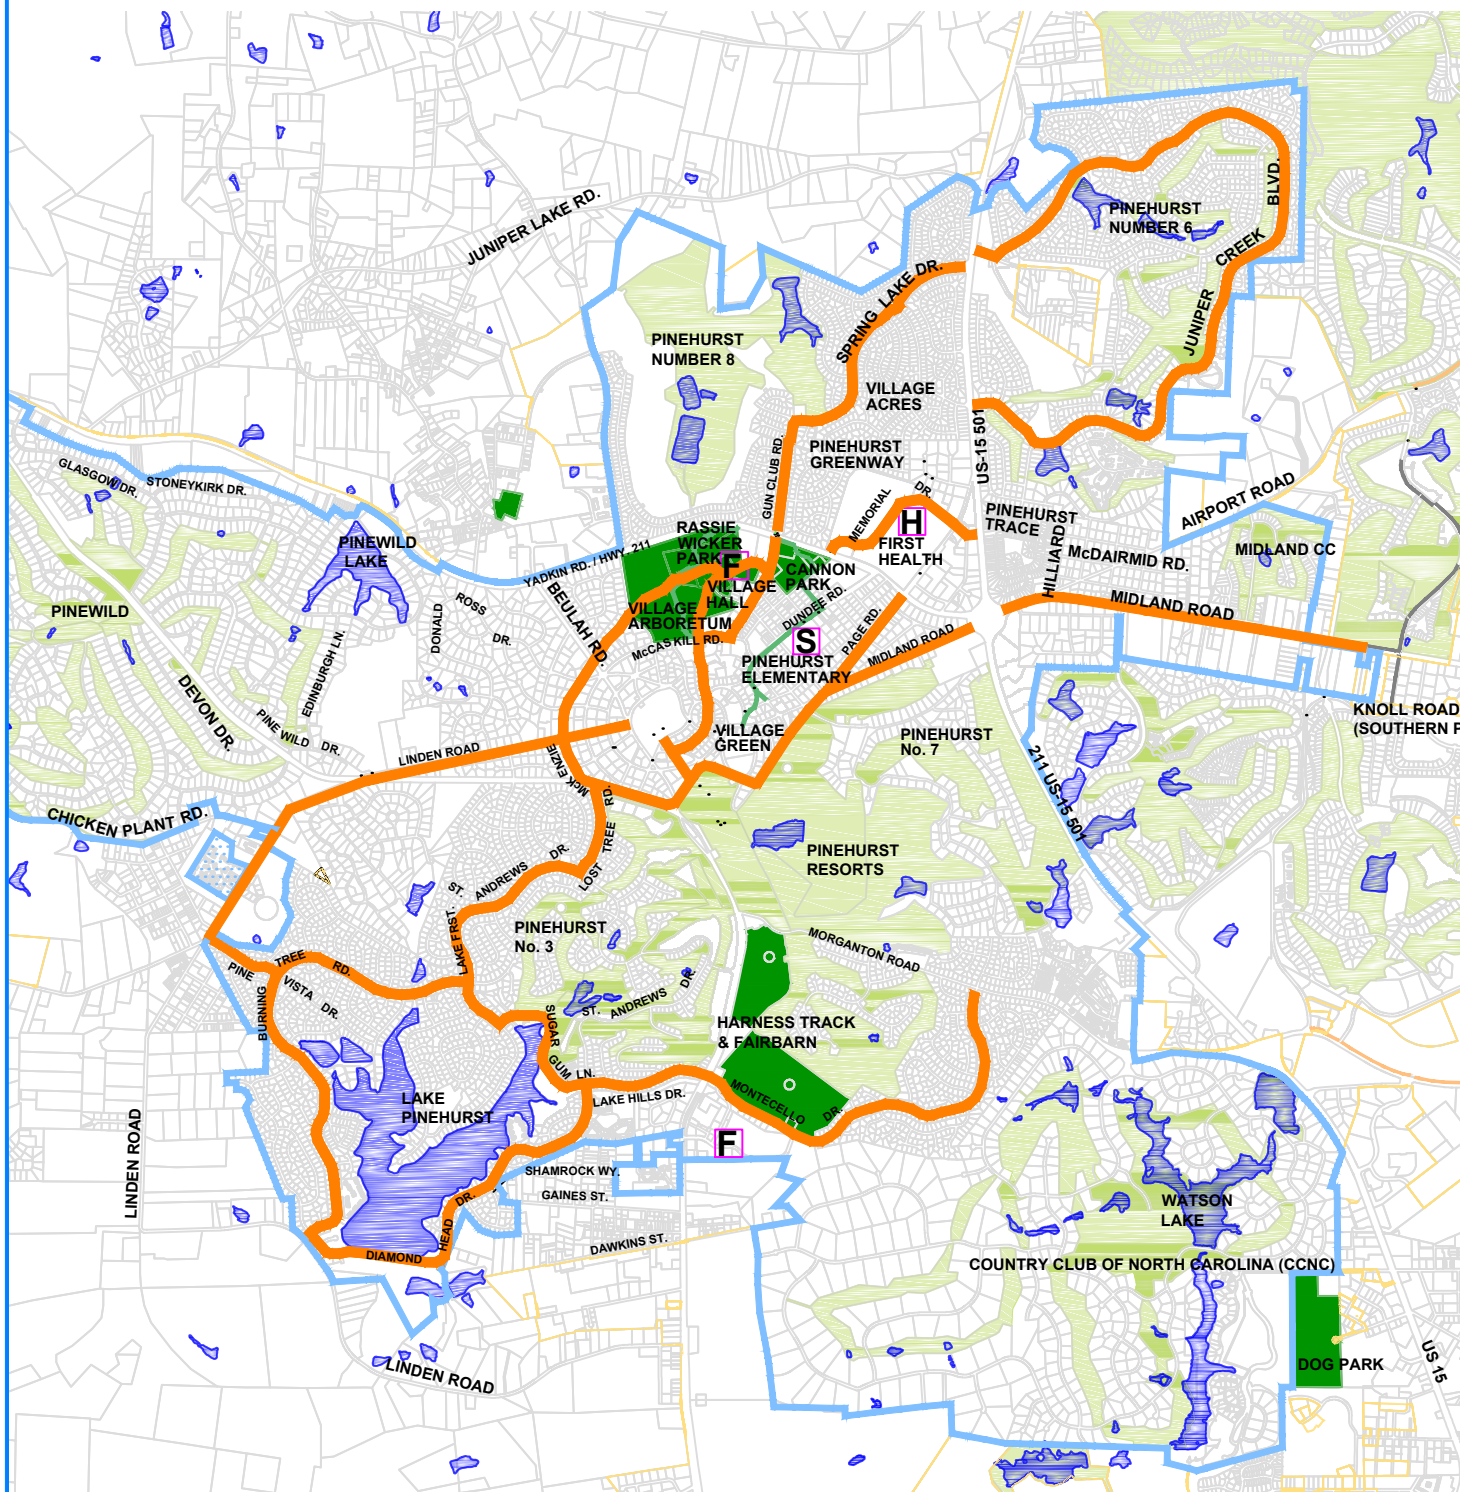 JUNIPER LAKE RD.
PINEHURST
NUMBER 6
BLVD.
CREEK
JUNIPER
SPRING LAKE DR.
PINEHURST
NUMBER 8
VILLAGE
ACRES
PINEHURST
GREENWAY
GUN CLUB RD.
US-15 501
MEMORIAL DR.
H
FIRST
HEALTH
PINEHURST
TRACE
HILLIARD
McDAIRMID RD.
AIRPORT ROAD
MIDLAND CC
MIDLAND ROAD
GLASGOW DR.
STONEYKIRK DR.
PINEWILD
LAKE
PINEWILD
YADKIN RD. / HWY. 211
RASSIE
WICKER
PARK
F
CANNON
PARK
VILLAGE
HALL
VILLAGE
ARBORETUM
McCASKILL RD.
DUNDEE RD.
S
PAGE RD.
MIDLAND ROAD
PINEHURST
ELEMENTARY
BEULAH RD.
DONALD
ROSS
DR.
EDINBURGH LN.
DEVON DR.
PINE WILD DR.
LINDEN ROAD
McKENZIE
RD.
VILLAGE
GREEN
PINEHURST
No. 7
KNOLL ROAD
(SOUTHERN P
211 US-15 501
CHICKEN PLANT RD.
LOST TREE
ST. ANDREWS DR.
PINEHURST
RESORTS
LAKE FRST.
PINEHURST
No. 3
MORGANTON ROAD
PINE VISTA DR.
BURNING TREE RD.
ST. ANDREWS DR.
SUGAR GUM LN.
HARNESS TRACK
& FAIRBARN
LAKE
PINEHURST
LAKE HILLS DR.
MONTECELLO DR.
F
LINDEN ROAD
SHAMROCK WY.
GAINES ST.
DAWKINS ST.
DIAMOND HEAD DR.
WATSON
LAKE
COUNTRY CLUB OF NORTH CAROLINA (CCNC)
DOG PARK
US 15
LINDEN ROAD